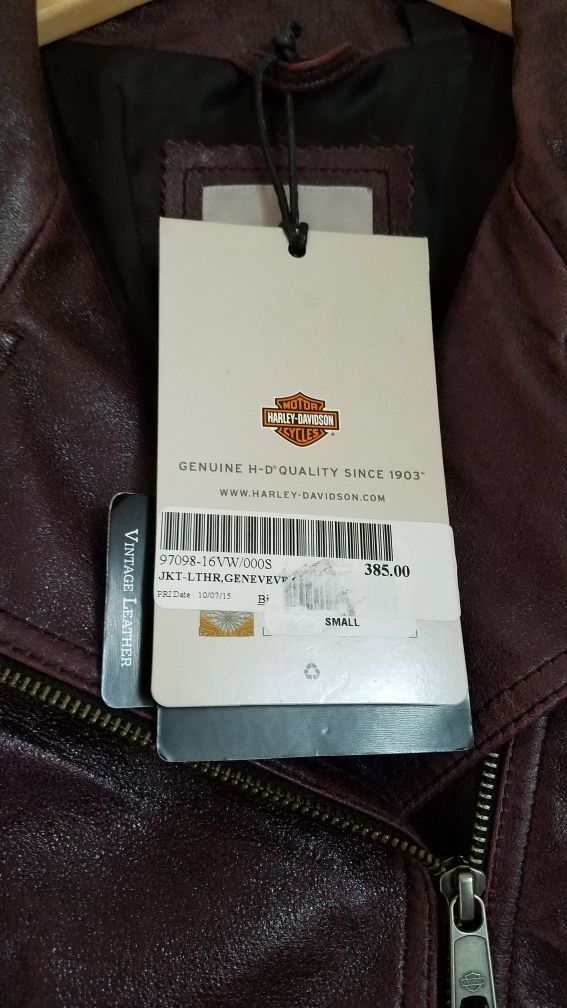 MOTOR
HARLEY-DAVIDSON
CYCLES
®
GENUINE H-D® QUALITY SINCE 1903™
WWW.HARLEY-DAVIDSON.COM
97098-16VW/000S
385.00
JKT-LTHR,GENEVEVE
PRI Date 10/07/15
SMALL
VINTAGE LEATHER